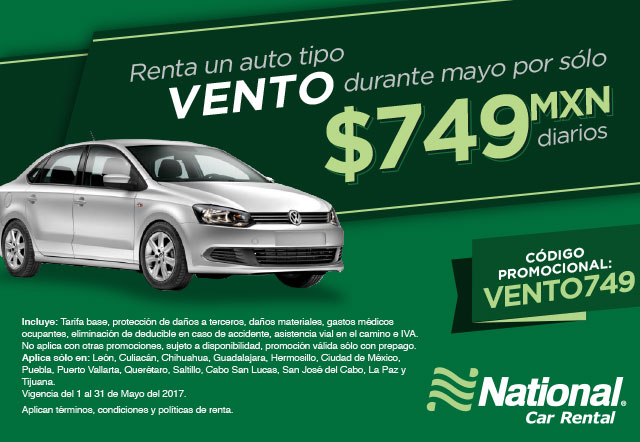 Renta un auto tipo
VENTO durante mayo por sólo
$749 MXN
diarios
CÓDIGO
PROMOCIONAL:
VENTO749
Incluye: Tarifa base, protección de daños a terceros, daños materiales, gastos médicos
ocupantes, eliminación de deducible en caso de accidente, asistencia vial en el camino e IVA.
No aplica con otras promociones, sujeto a disponibilidad, promoción válida sólo con prepago.
Aplica sólo en: León, Culiacán, Chihuahua, Guadalajara, Hermosillo, Ciudad de México,
Puebla, Puerto Vallarta, Querétaro, Saltillo, Cabo San Lucas, San José del Cabo, La Paz y
Tijuana.
Vigencia del 1 al 31 de Mayo del 2017.
Aplican términos, condiciones y políticas de renta.
National®
Car Rental